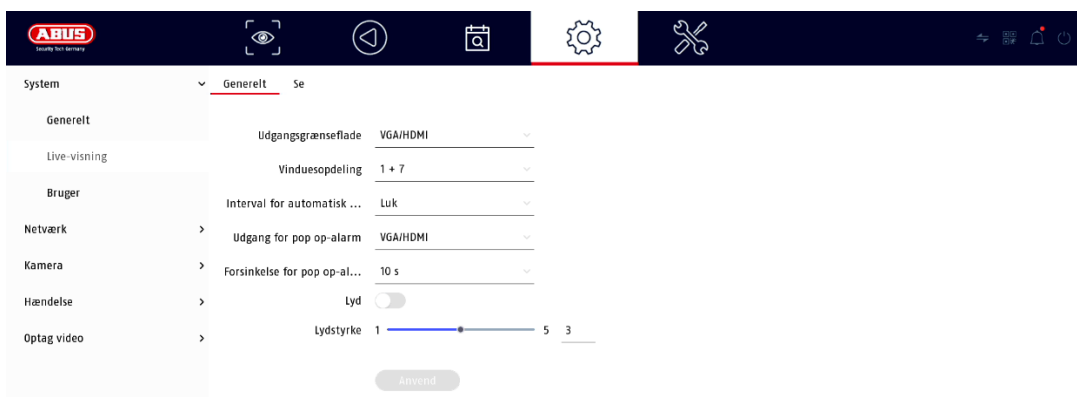 ABUS
Security Tech Germany
System
Generelt
Live-visning
Bruger
Netværk
Kamera
Hændelse
Optag video
Generelt Se
Udgangsgrænseflade VGA/HDMI
Vinduesopdeling 1 + 7
Interval for automatisk ... Luk
Udgang for pop op-alarm VGA/HDMI
Forsinkelse for pop op-al... 10 s
Lyd
Lydstyrke 1 5 3
Anvend